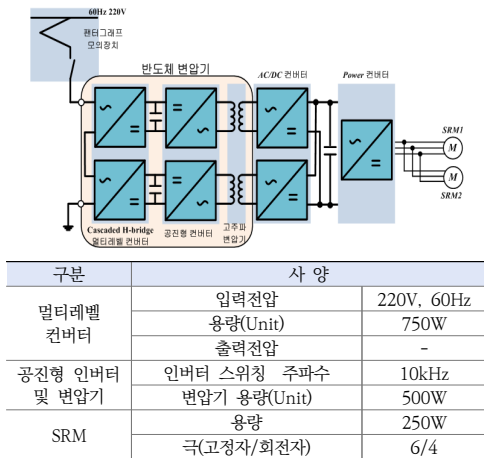 60Hz 220V
팬터그래프
모의장치
반도체 변압기
AC/DC 컨버터
Power 컨버터
SRM1
M
M
SRM2
Cascaded H-bridge
멀티레벨 컨버터
공진형 컨버터
고주파
변압기
구분 사 양
멀티레벨
컨버터
입력전압 220V, 60Hz
용량(Unit) 750W
출력전압 -
공진형 인버터
및 변압기
인버터 스위칭 주파수 10kHz
변압기 용량(Unit) 500W
SRM
용량 250W
극(고정자/회전자) 6/4